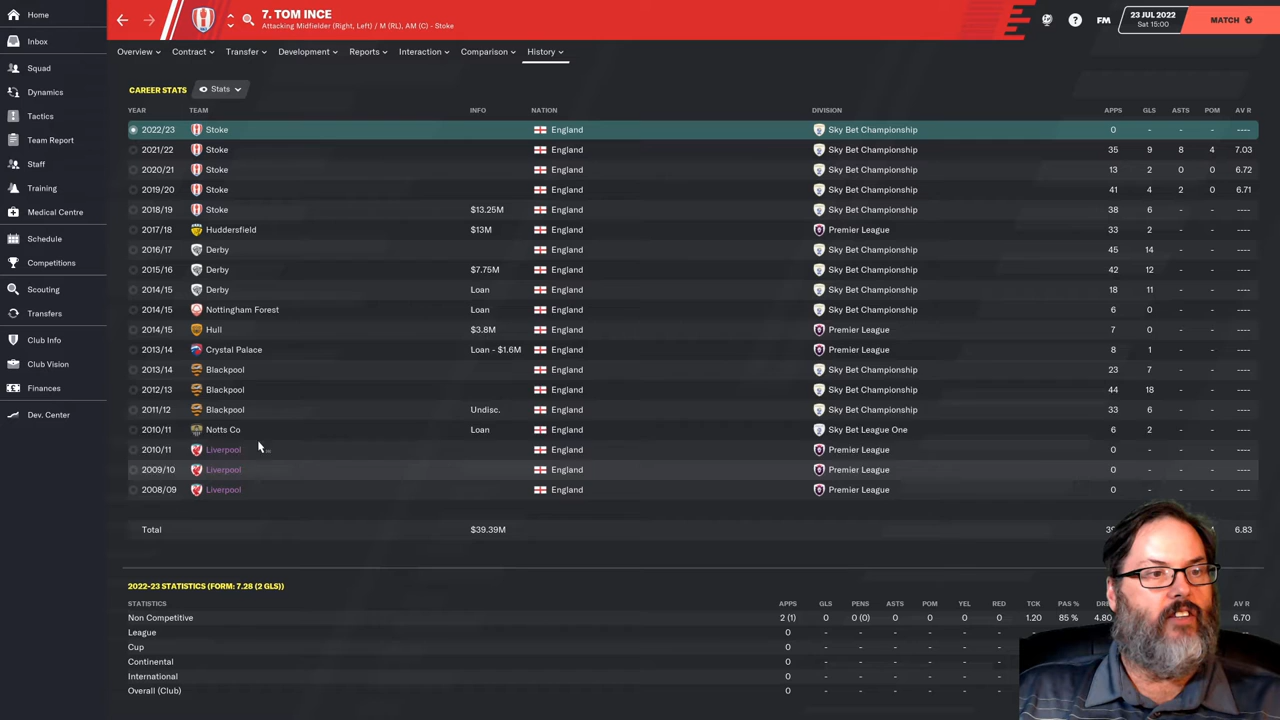 Home
7. TOM INCE
Attacking Midfielder (Right, Left) / M (RL), AM (C) - Stoke
FM
23 JUL 2022
Sat 15:00
MATCH
Inbox
Squad
Dynamics
Tactics
Team Report
Staff
Training
Medical Centre
Schedule
Competitions
Scouting
Transfers
Club Info
Club Vision
Finances
Dev. Center
Overview Contract Transfer Development Reports Interaction Comparison History
CAREER STATS Stats
YEAR TEAM INFO NATION DIVISION APPS GLS ASTS POM AV R
2022/23 Stoke England Sky Bet Championship 0 - - - ----
2021/22 Stoke England Sky Bet Championship 35 9 8 4 7.03
2020/21 Stoke England Sky Bet Championship 13 2 0 0 6.72
2019/20 Stoke England Sky Bet Championship 41 4 2 0 6.71
2018/19 Stoke $13.25M England Sky Bet Championship 38 6 - - ----
2017/18 Huddersfield $13M England Premier League 33 2 - - ----
2016/17 Derby England Sky Bet Championship 45 14 - - ----
2015/16 Derby $7.75M England Sky Bet Championship 42 12 - - ----
2014/15 Derby Loan England Sky Bet Championship 18 11 - - ----
2014/15 Nottingham Forest Loan England Sky Bet Championship 6 0 - - ----
2014/15 Hull $3.8M England Premier League 7 0 - - ----
2013/14 Crystal Palace Loan - $1.6M England Premier League 8 1 - - ----
2013/14 Blackpool England Sky Bet Championship 23 7 - - ----
2012/13 Blackpool England Sky Bet Championship 44 18 - - ----
2011/12 Blackpool Undisc. England Sky Bet Championship 33 6 - - ----
2010/11 Notts Co Loan England Sky Bet League One 6 2 - - ----
2010/11 Liverpool England Premier League 0 - - - ----
2009/10 Liverpool England Premier League 0 - - - ----
2008/09 Liverpool England Premier League 0 - - - ----
Total $39.39M 6.83
2022-23 STATISTICS (FORM: 7.28 (2 GLS))
STATISTICS APPS GLS PENS ASTS POM YEL RED TCK PAS % AV R
Non Competitive 2 (1) 0 0 (0) 0 0 0 0 1.20 85 % 4.80 6.70
League 0 - - - - - -
Cup 0 - - - - - -
Continental 0 - - - - - -
International 0 - - - - - -
Overall (Club) 0 - - - - - -